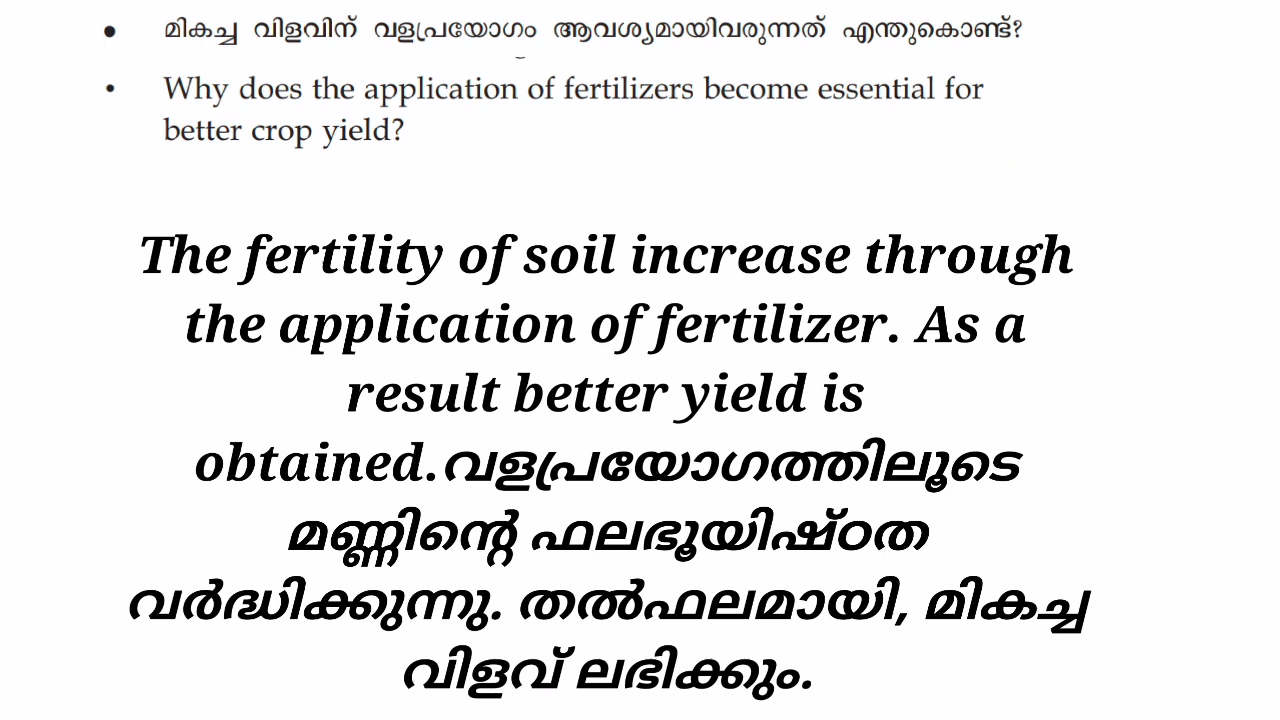 • മികച്ച വിളവിന് വളപ്രയോഗം ആവശ്യമായിവരുന്നത് എന്തുകൊണ്ട്?
• Why does the application of fertilizers become essential for
better crop yield?
The fertility of soil increase through
the application of fertilizer. As a
result better yield is
obtained.വളപ്രയോഗത്തിലൂടെ
മണ്ണിന്റെ ഫലഭൂയിഷ്ഠത
വർദ്ധിക്കുന്നു. തൽഫലമായി, മികച്ച
വിളവ് ലഭിക്കും.